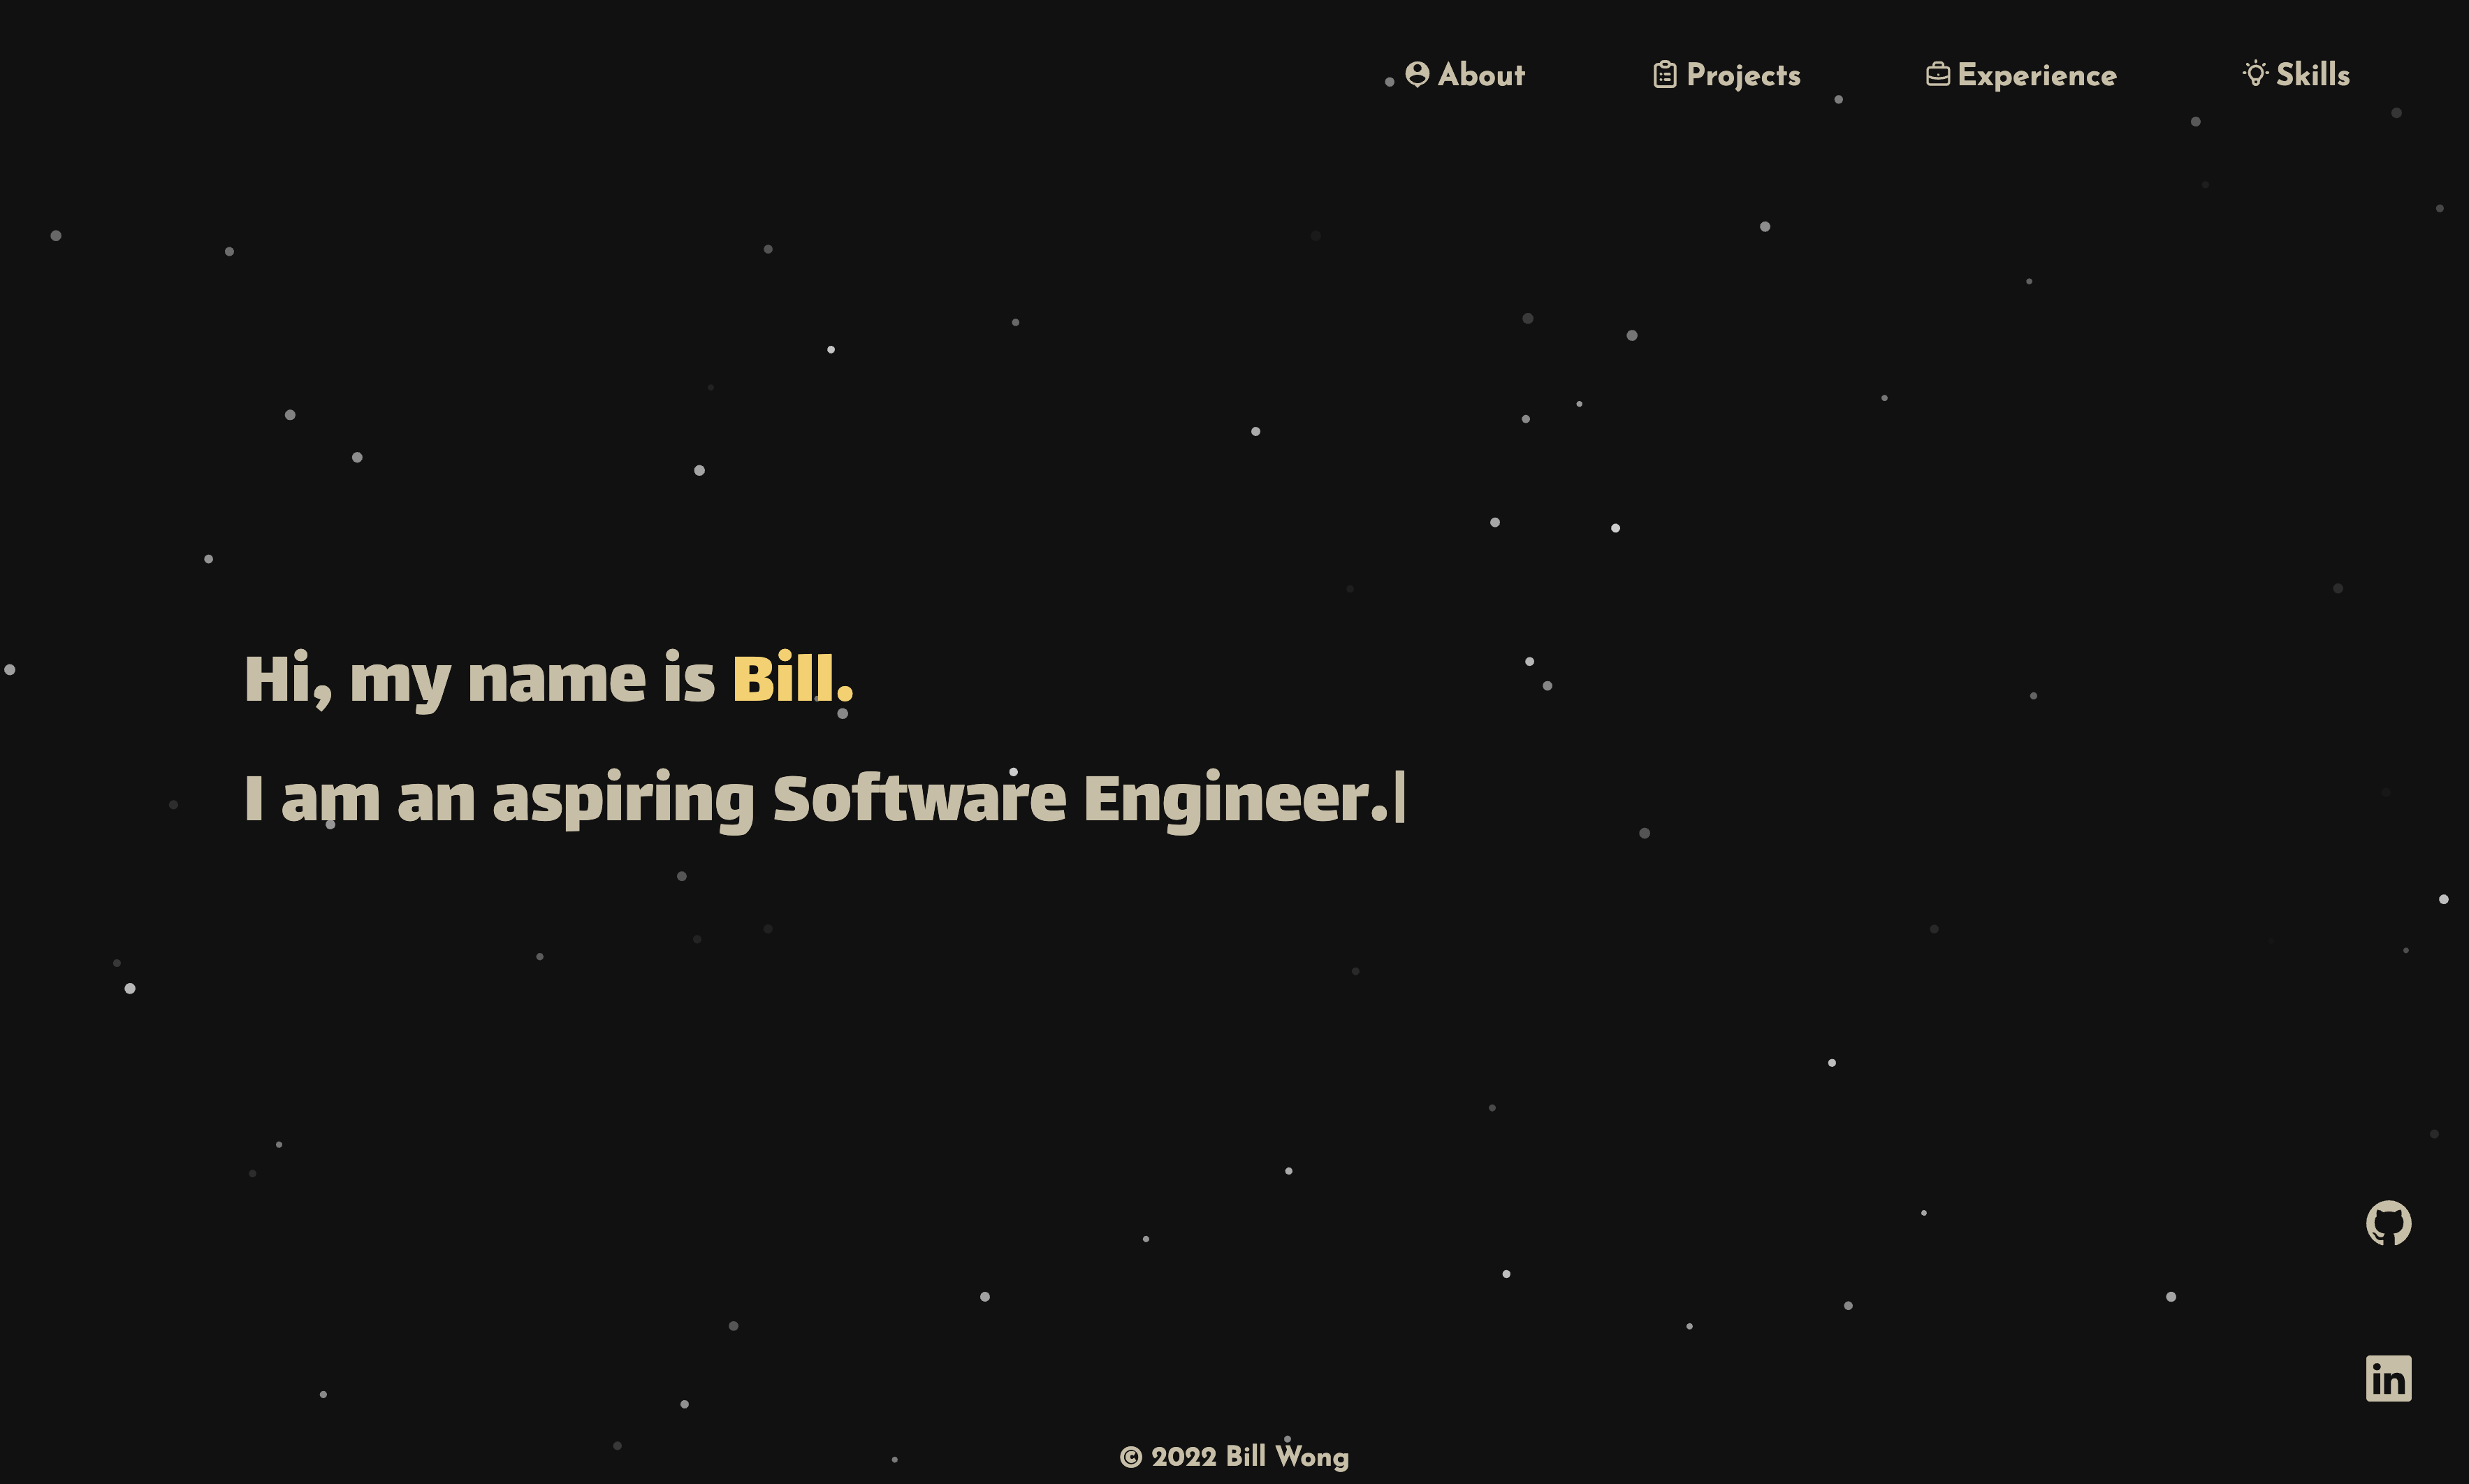 About Projects Experience Skills
Hi, my name is Bill.
I am an aspiring Software Engineer.|
in
© 2022 Bill Wong